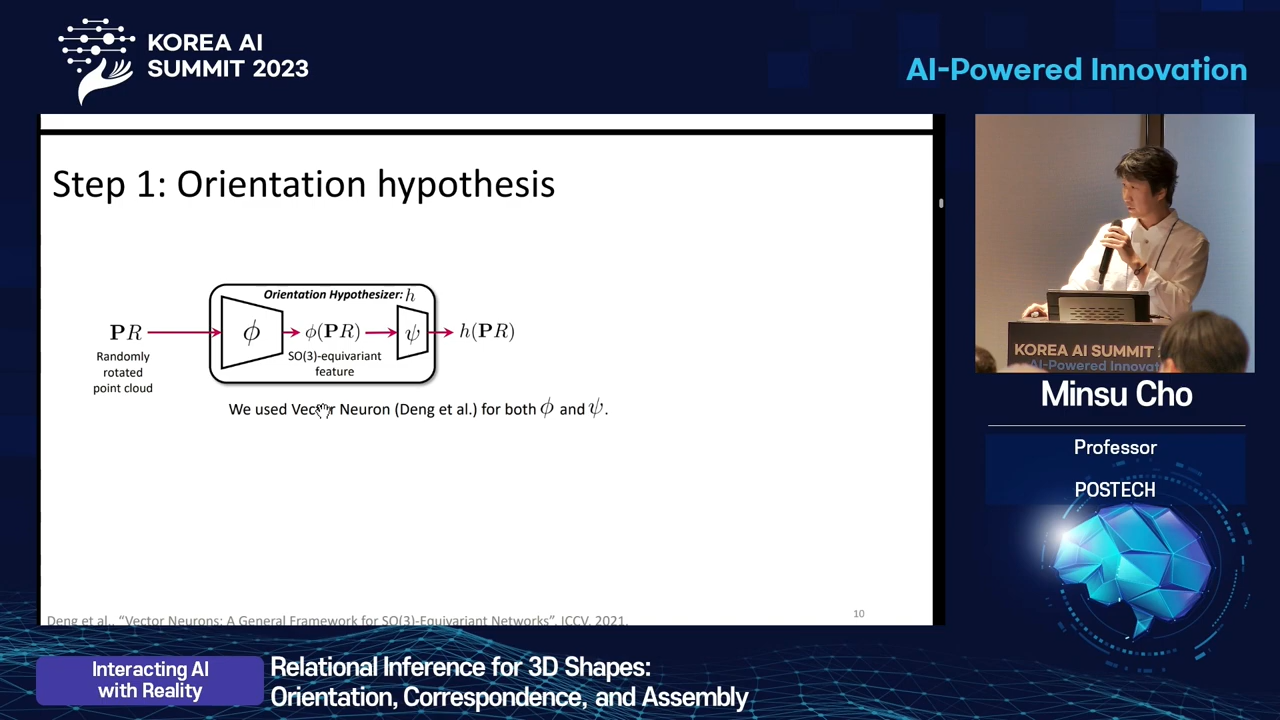 KOREA AI
SUMMIT 2023
AI-Powered Innovation
Step 1: Orientation hypothesis
Orientation Hypothesizer: h
PR
ϕ
ϕ(PR)
ψ
h(PR)
Randomly
rotated
point cloud
SO(3)-equivariant
feature
We used Vector Neuron (Deng et al.) for both ϕ and ψ.
Deng et al., “Vector Neurons: A General Framework for SO(3)-Equivariant Networks”, ICCV, 2021.
10
KOREA AI SUMMIT
AI-Powered Innovat
Minsu Cho
Professor
POSTECH
Interacting AI
with Reality
Relational Inference for 3D Shapes:
Orientation, Correspondence, and Assembly